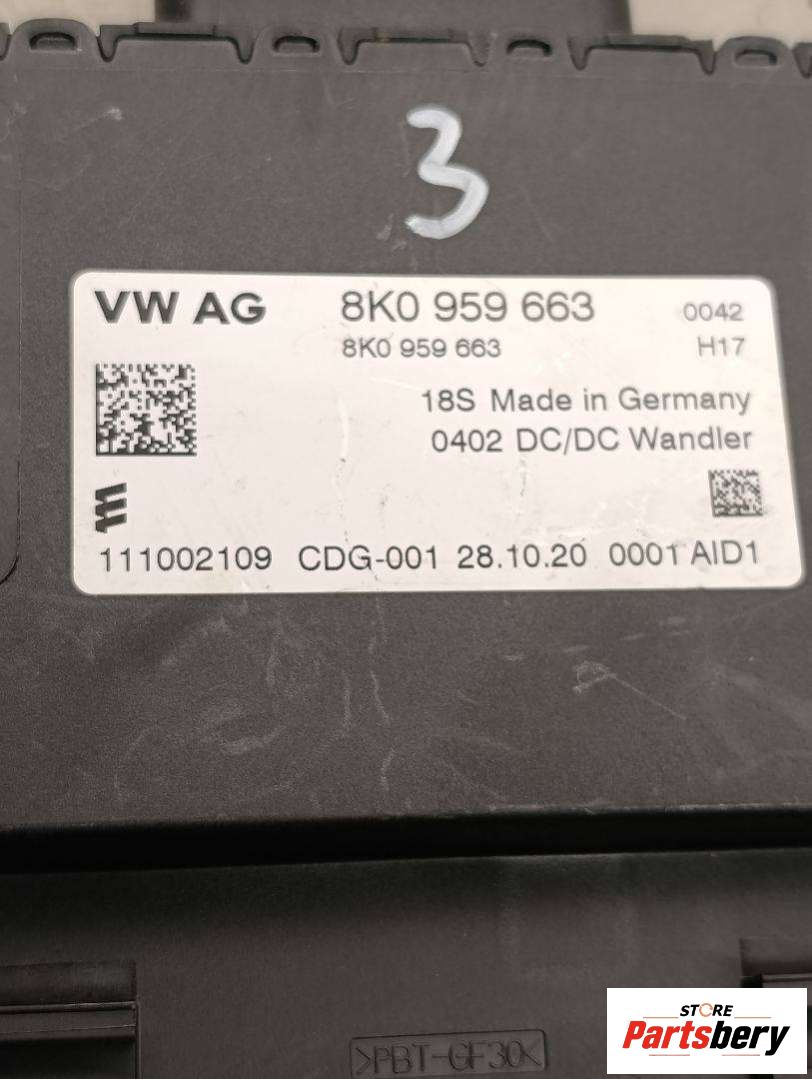 3
VW AG 8K0 959 663 0042
8K0 959 663 H17
18S Made in Germany
0402 DC/DC Wandler
111002109 CDG-001 28.10.20 0001 AID1
>PBT-GF30<
STORE
Partsbery